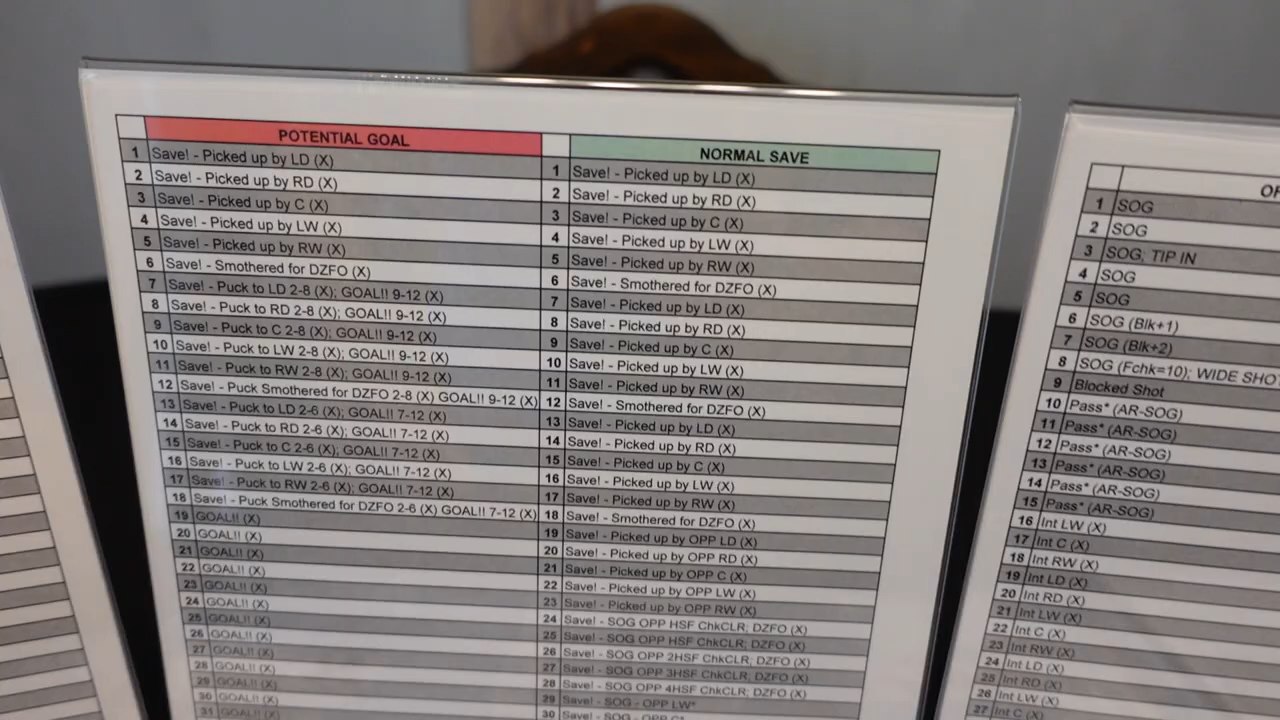 POTENTIAL GOAL
1 Save! - Picked up by LD (X)
2 Save! - Picked up by RD (X)
3 Save! - Picked up by C (X)
4 Save! - Picked up by LW (X)
5 Save! - Picked up by RW (X)
6 Save! - Smothered for DZFO (X)
7 Save! - Puck to LD 2-8 (X); GOAL!! 9-12 (X)
8 Save! - Puck to RD 2-8 (X); GOAL!! 9-12 (X)
9 Save! - Puck to C 2-8 (X); GOAL!! 9-12 (X)
10 Save! - Puck to LW 2-8 (X); GOAL!! 9-12 (X)
11 Save! - Puck to RW 2-8 (X); GOAL!! 9-12 (X)
12 Save! - Puck Smothered for DZFO 2-8 (X) GOAL!! 9-12 (X)
13 Save! - Puck to LD 2-6 (X); GOAL!! 7-12 (X)
14 Save! - Puck to RD 2-6 (X); GOAL!! 7-12 (X)
15 Save! - Puck to C 2-6 (X); GOAL!! 7-12 (X)
16 Save! - Puck to LW 2-6 (X); GOAL!! 7-12 (X)
17 Save! - Puck to RW 2-6 (X); GOAL!! 7-12 (X)
18 Save! - Puck Smothered for DZFO 2-6 (X) GOAL!! 7-12 (X)
19 GOAL!! (X)
20 GOAL!! (X)
21 GOAL!! (X)
22 GOAL!! (X)
23 GOAL!! (X)
24 GOAL!! (X)
25 GOAL!! (X)
26 GOAL!! (X)
27 GOAL!! (X)
28 GOAL!! (X)
29 GOAL!! (X)
30 GOAL!! (X)
31 GOAL!! (X)
NORMAL SAVE
1 Save! - Picked up by LD (X)
2 Save! - Picked up by RD (X)
3 Save! - Picked up by C (X)
4 Save! - Picked up by LW (X)
5 Save! - Picked up by RW (X)
6 Save! - Smothered for DZFO (X)
7 Save! - Picked up by LD (X)
8 Save! - Picked up by RD (X)
9 Save! - Picked up by C (X)
10 Save! - Picked up by LW (X)
11 Save! - Picked up by RW (X)
12 Save! - Smothered for DZFO (X)
13 Save! - Picked up by LD (X)
14 Save! - Picked up by RD (X)
15 Save! - Picked up by C (X)
16 Save! - Picked up by LW (X)
17 Save! - Picked up by RW (X)
18 Save! - Smothered for DZFO (X)
19 Save! - Picked up by OPP LD (X)
20 Save! - Picked up by OPP RD (X)
21 Save! - Picked up by OPP C (X)
22 Save! - Picked up by OPP LW (X)
23 Save! - Picked up by OPP RW (X)
24 Save! - SOG OPP HSF ChkCLR; DZFO (X)
25 Save! - SOG OPP HSF ChkCLR; DZFO (X)
26 Save! - SOG OPP 2HSF ChkCLR; DZFO (X)
27 Save! - SOG OPP 3HSF ChkCLR; DZFO (X)
28 Save! - SOG OPP 4HSF ChkCLR; DZFO (X)
29 Save! - SOG - OPP LW*
30 Save! - SOG - OPP C*
1 SOG
2 SOG
3 SOG; TIP IN
4 SOG
5 SOG
6 SOG (Blk+1)
7 SOG (Blk+2)
8 SOG (Fchk=10); WIDE SHO
9 Blocked Shot
10 Pass* (AR-SOG)
11 Pass* (AR-SOG)
12 Pass* (AR-SOG)
13 Pass* (AR-SOG)
14 Pass* (AR-SOG)
15 Pass* (AR-SOG)
16 Int LW (X)
17 Int C (X)
18 Int RW (X)
19 Int LD (X)
20 Int RD (X)
21 Int LW (X)
22 Int C (X)
23 Int RW (X)
24 Int LD (X)
25 Int RD (X)
26 Int LW (X)
27 Int C (X)